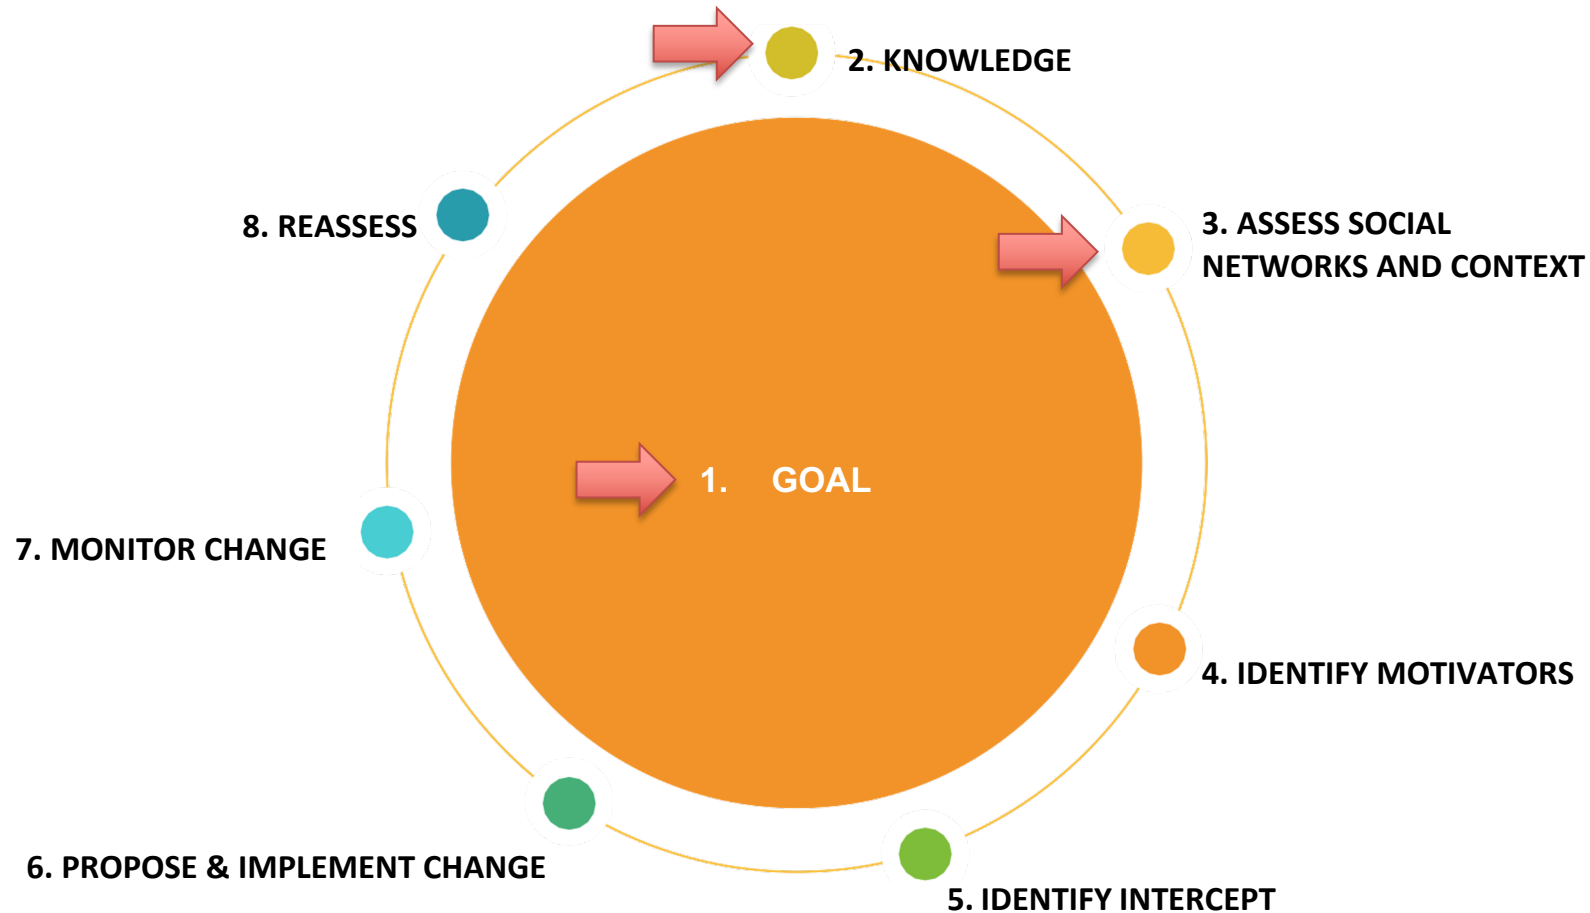 2. KNOWLEDGE
3. ASSESS SOCIAL
NETWORKS AND CONTEXT
8. REASSESS
1. GOAL
7. MONITOR CHANGE
4. IDENTIFY MOTIVATORS
6. PROPOSE & IMPLEMENT CHANGE
5. IDENTIFY INTERCEPT